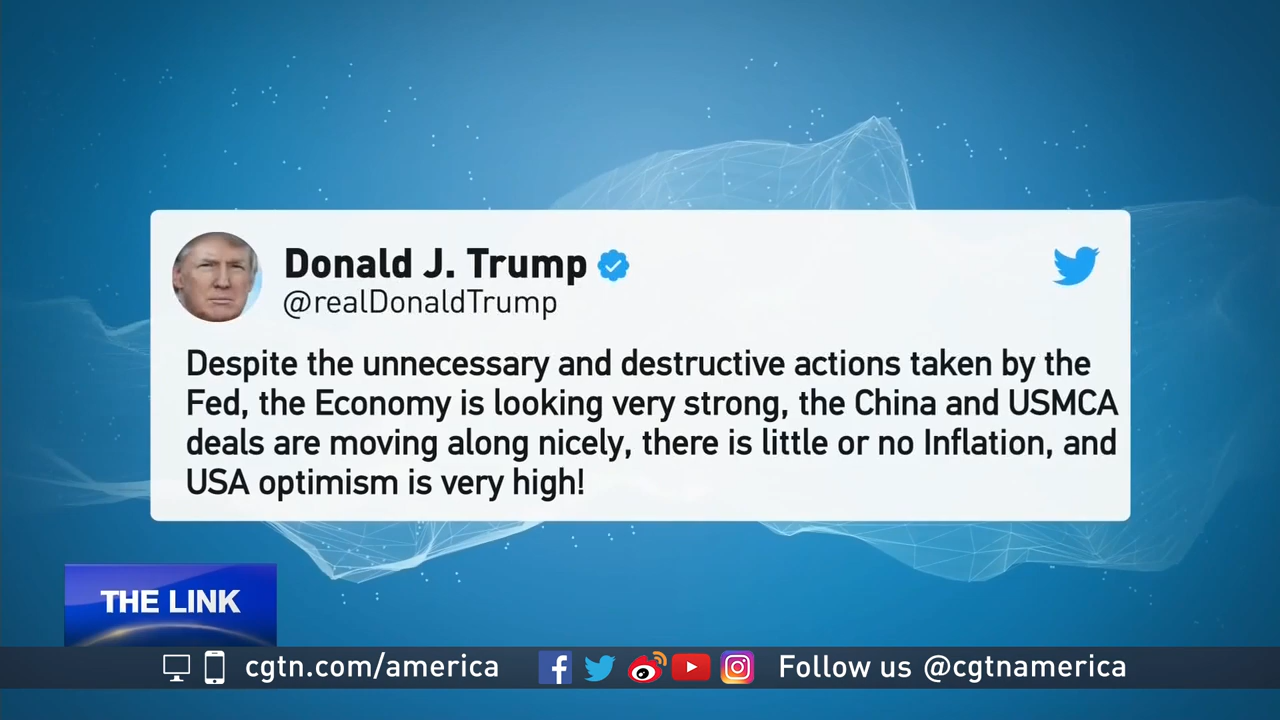 Donald J. Trump
@realDonaldTrump
Despite the unnecessary and destructive actions taken by the
Fed, the Economy is looking very strong, the China and USMCA
deals are moving along nicely, there is little or no Inflation, and
USA optimism is very high!
THE LINK
cgtn.com/america Follow us @cgtnamerica